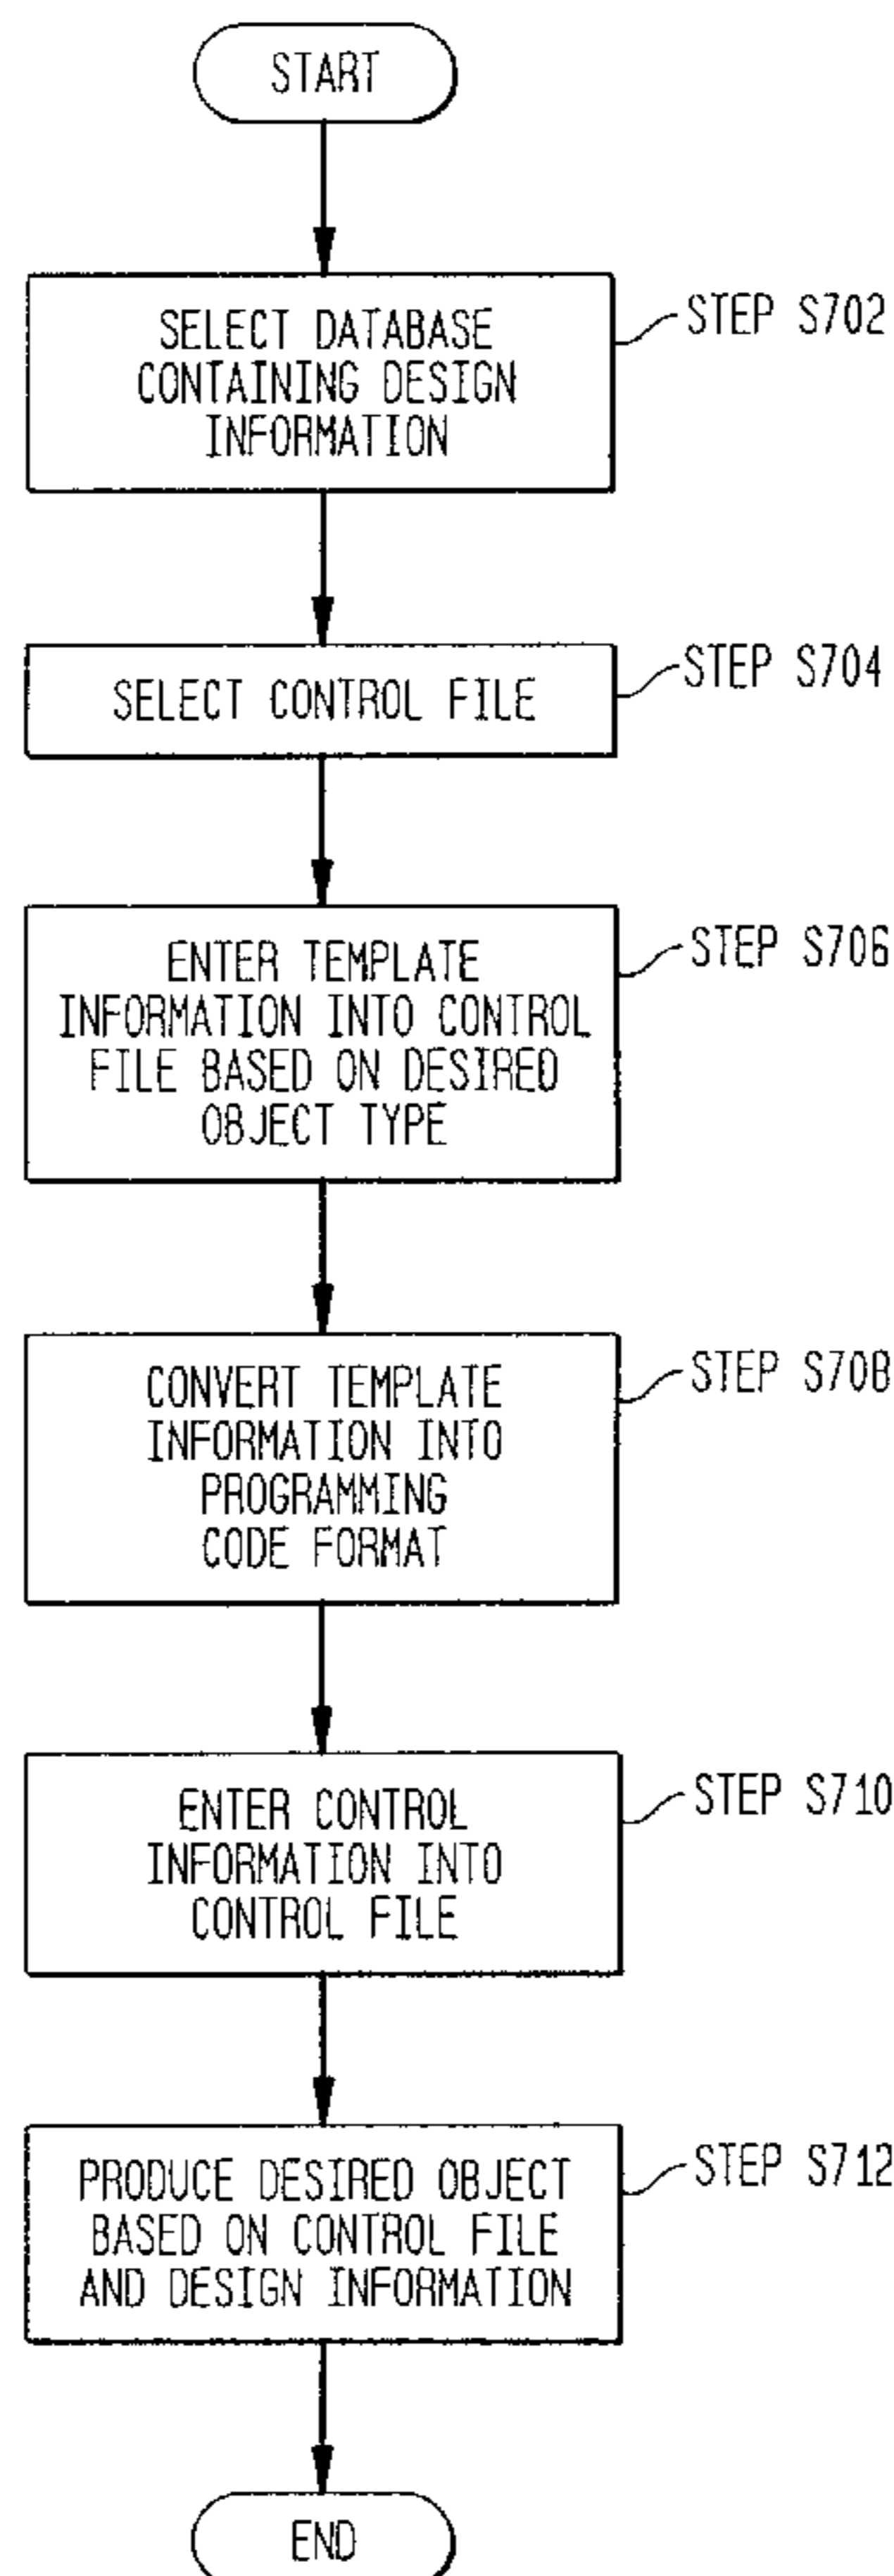 START
SELECT DATABASE
CONTAINING DESIGN
INFORMATION
STEP S702
SELECT CONTROL FILE
STEP S704
ENTER TEMPLATE
INFORMATION INTO CONTROL
FILE BASED ON DESIRED
OBJECT TYPE
STEP S706
CONVERT TEMPLATE
INFORMATION INTO
PROGRAMMING
CODE FORMAT
STEP S708
ENTER CONTROL
INFORMATION INTO
CONTROL FILE
STEP S710
PRODUCE DESIRED OBJECT
BASED ON CONTROL FILE
AND DESIGN INFORMATION
STEP S712
END